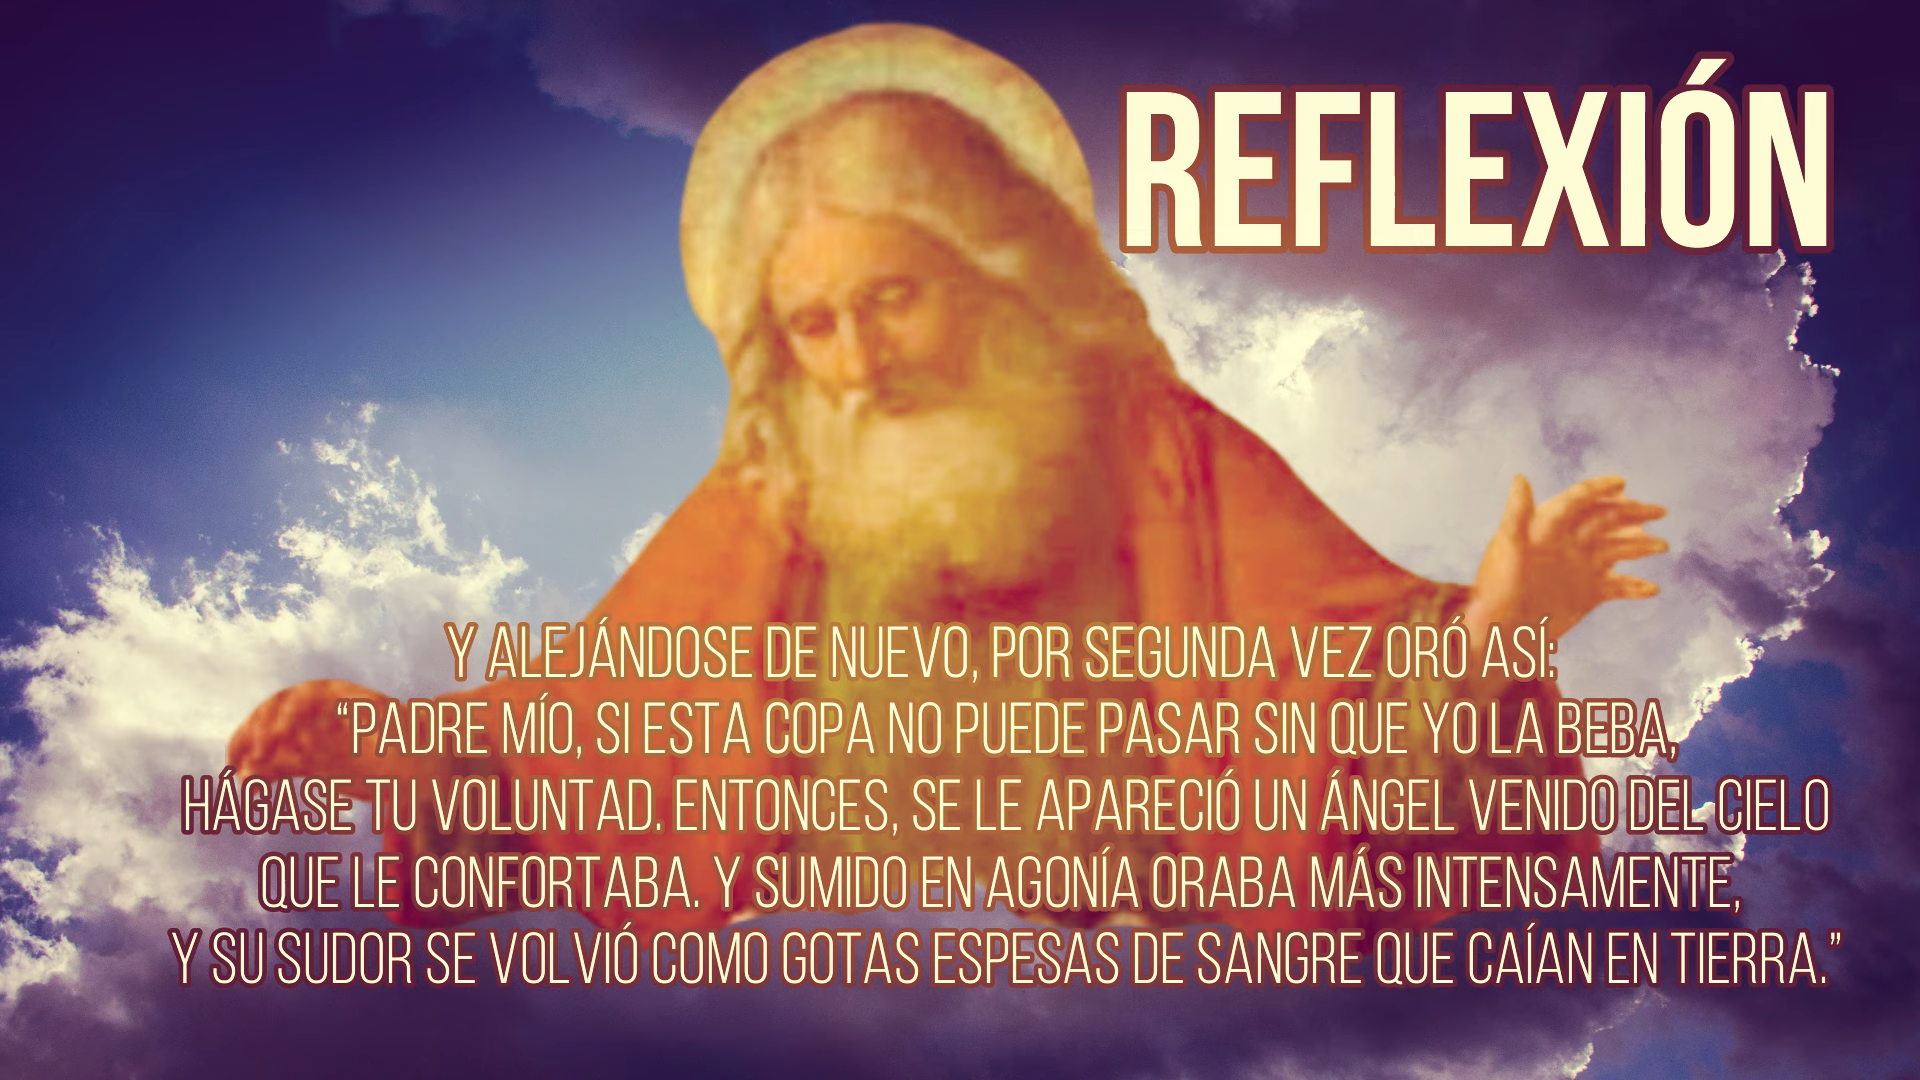 REFLEXIÓN
Y ALEJÁNDOSE DE NUEVO, POR SEGUNDA VEZ ORÓ ASÍ:
“PADRE MÍO, SI ESTA COPA NO PUEDE PASAR SIN QUE YO LA BEBA,
HÁGASE TU VOLUNTAD. ENTONCES, SE LE APARECIÓ UN ÁNGEL VENIDO DEL CIELO
QUE LE CONFORTABA. Y SUMIDO EN AGONÍA ORABA MÁS INTENSAMENTE,
Y SU SUDOR SE VOLVIÓ COMO GOTAS ESPESAS DE SANGRE QUE CAÍAN EN TIERRA.”